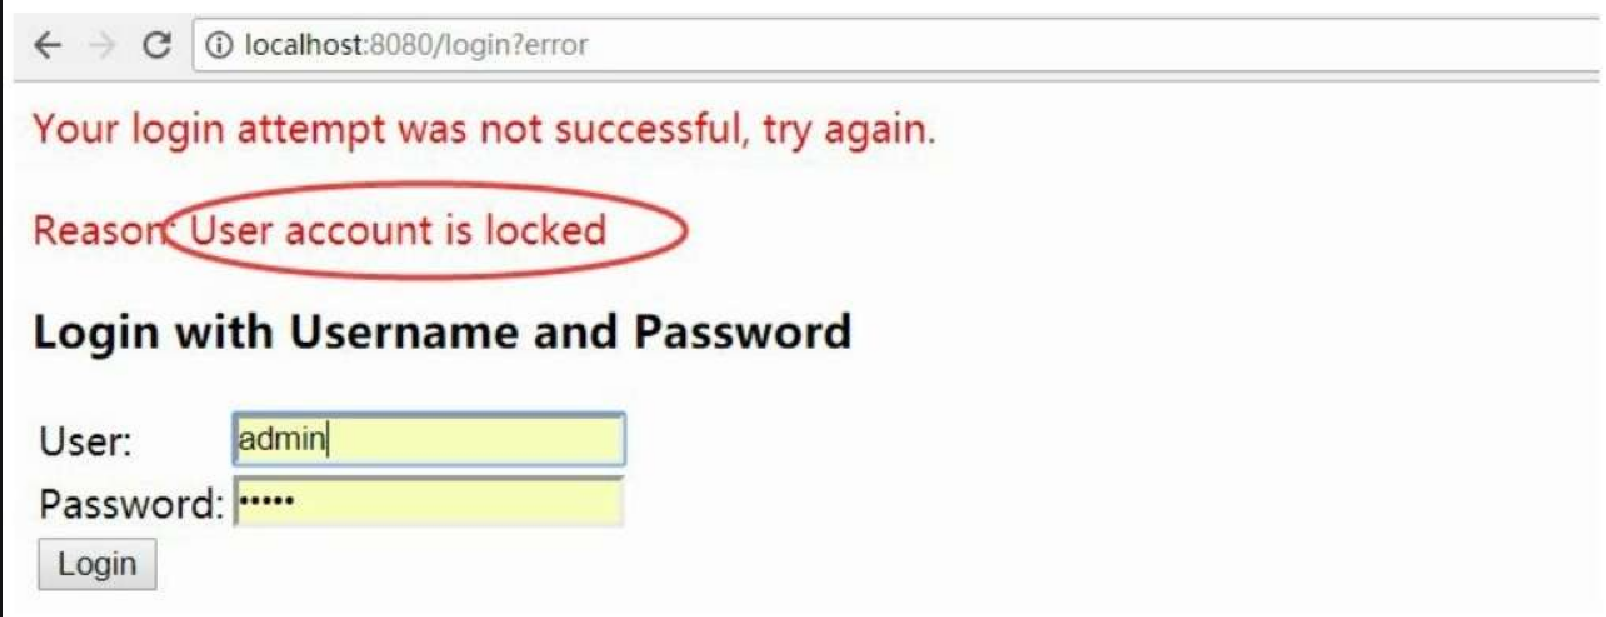 localhost:8080/login?error
Your login attempt was not successful, try again.
Reason: User account is locked
Login with Username and Password
User: admin
Password: •••••
Login